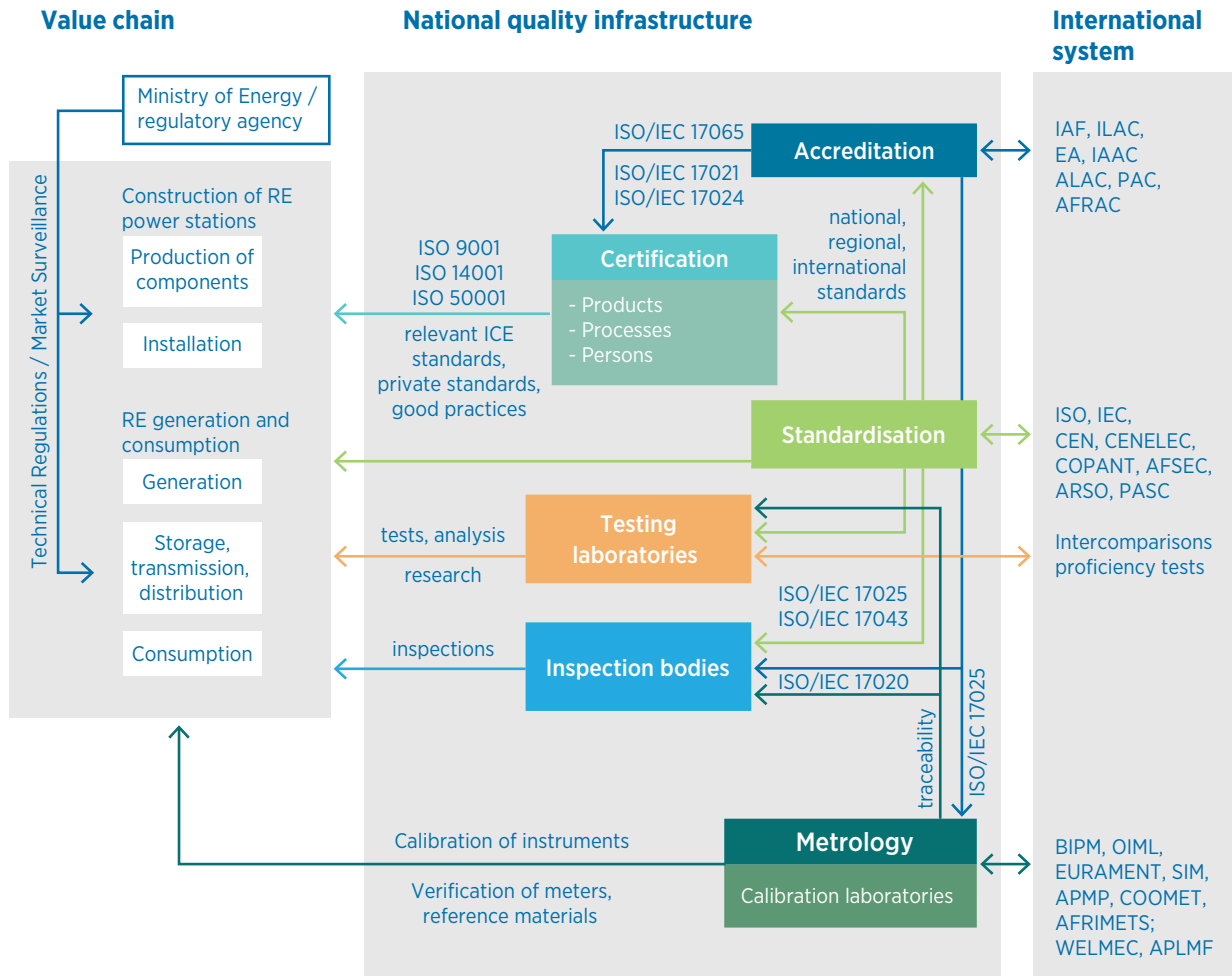 Value chain
National quality infrastructure
International
system
Ministry of Energy /
regulatory agency
Technical Regulations / Market Surveillance
Construction of RE
power stations
Production of
components
Installation
RE generation and
consumption
Generation
Storage,
transmission,
distribution
Consumption
ISO/IEC 17065
ISO/IEC 17021
ISO/IEC 17024
Accreditation
national,
regional,
international
standards
ISO 9001
ISO 14001
ISO 50001
relevant ICE
standards,
private standards,
good practices
Certification
- Products
- Processes
- Persons
Standardisation
tests, analysis
research
Testing
laboratories
ISO/IEC 17025
ISO/IEC 17043
inspections
Inspection bodies
ISO/IEC 17020
traceability
ISO/IEC 17025
Calibration of instruments
Verification of meters,
reference materials
Metrology
Calibration laboratories
IAF, ILAC,
EA, IAAC
ALAC, PAC,
AFRAC
ISO, IEC,
CEN, CENELEC,
COPANT, AFSEC,
ARSO, PASC
Intercomparisons
proficiency tests
BIPM, OIML,
EURAMENT, SIM,
APMP, COOMET,
AFRIMETS;
WELMEC, APLMF